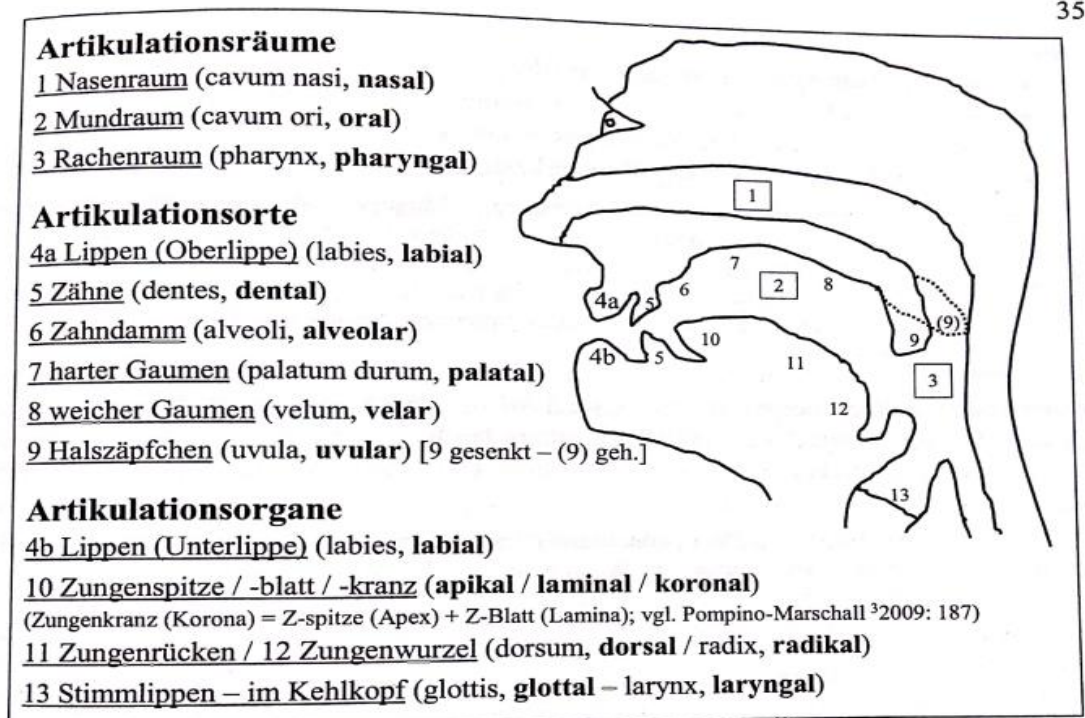 35
Artikulationsräume
1 Nasenraum (cavum nasi, nasal)
2 Mundraum (cavum ori, oral)
3 Rachenraum (pharynx, pharyngal)
Artikulationsorte
4a Lippen (Oberlippe) (labies, labial)
5 Zähne (dentes, dental)
6 Zahndamm (alveoli, alveolar)
7 harter Gaumen (palatum durum, palatal)
8 weicher Gaumen (velum, velar)
9 Halszäpfchen (uvula, uvular) [9 gesenkt – (9) geh.]
Artikulationsorgane
4b Lippen (Unterlippe) (labies, labial)
10 Zungenspitze / -blatt / -kranz (apikal / laminal / koronal)
(Zungenkranz (Korona) = Z-spitze (Apex) + Z-Blatt (Lamina); vgl. Pompino-Marschall ³2009: 187)
11 Zungenrücken / 12 Zungenwurzel (dorsum, dorsal / radix, radikal)
13 Stimmlippen – im Kehlkopf (glottis, glottal – larynx, laryngal)
1
7
2
8
6
4a
5
(9)
9
10
4b
5
11
3
12
13